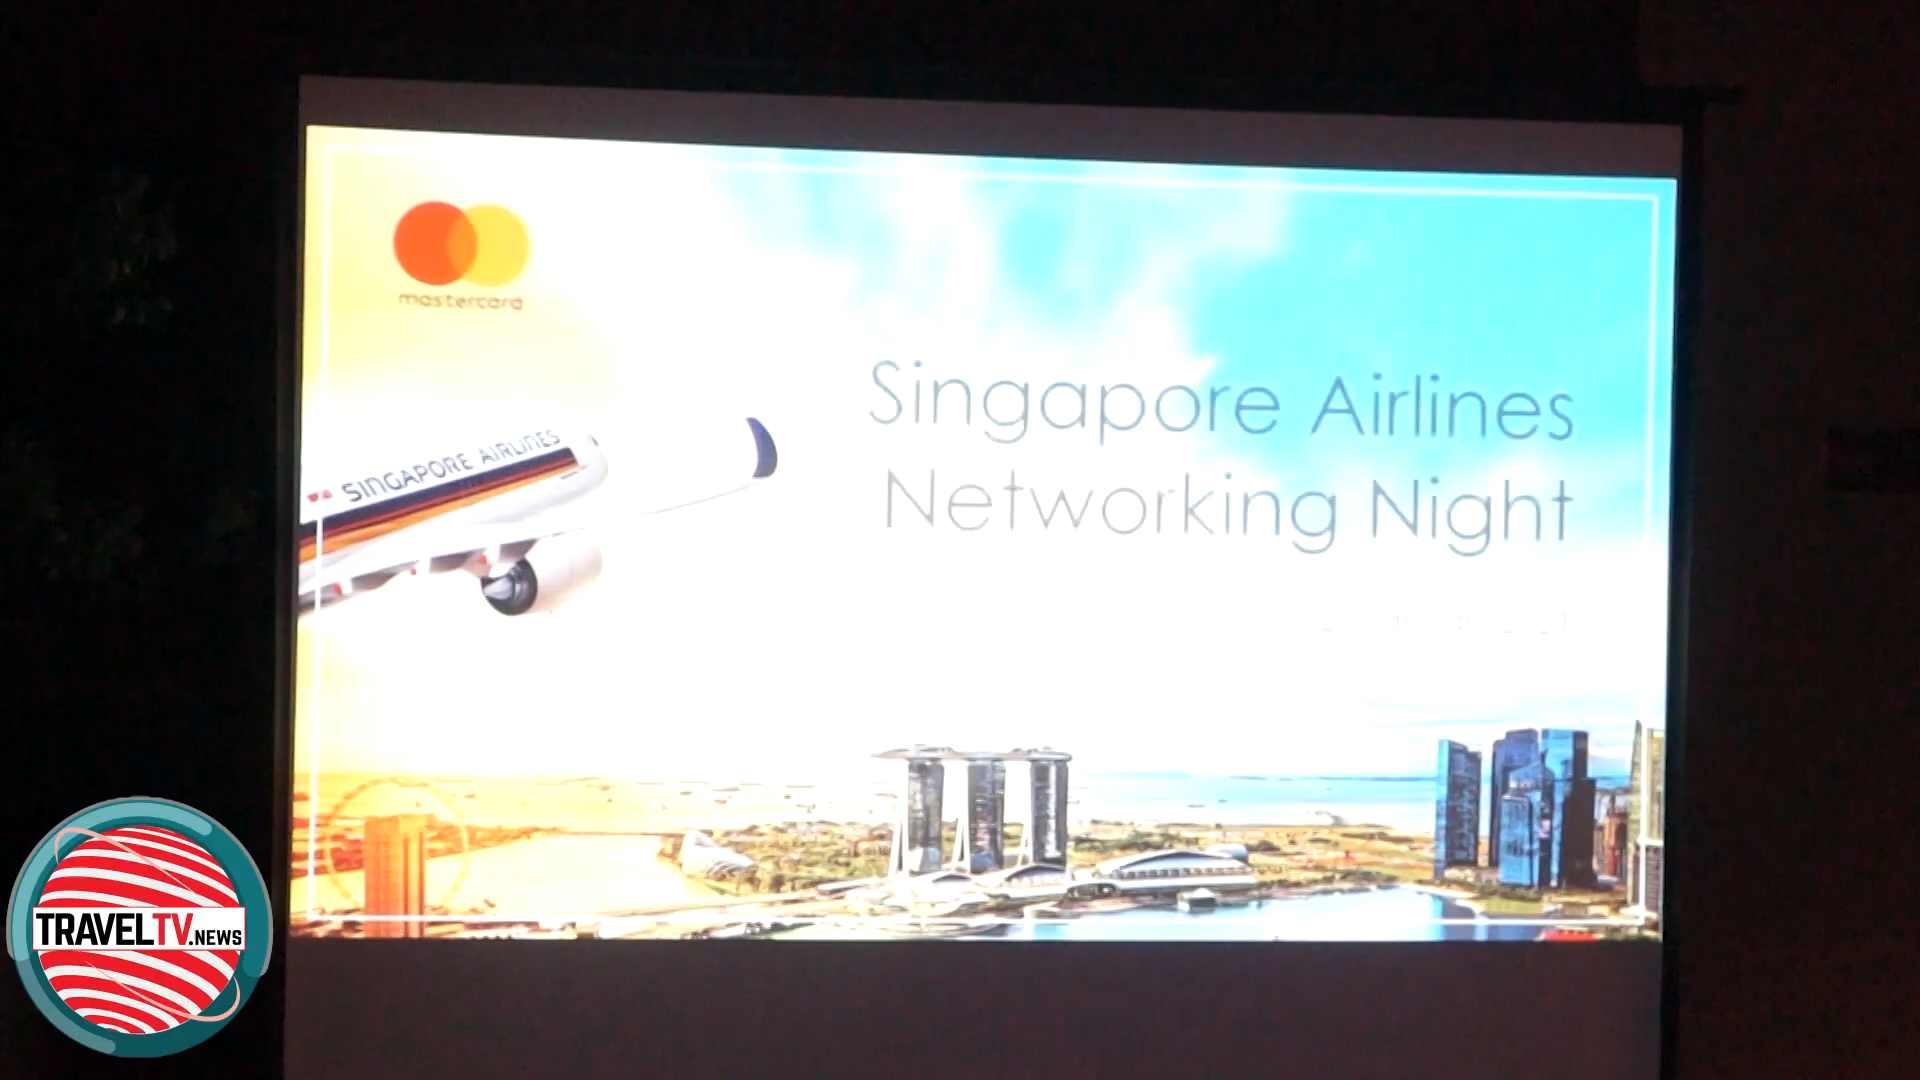 mastercard
Singapore Airlines
Networking Night
SINGAPORE AIRLINES
TRAVELTV.NEWS